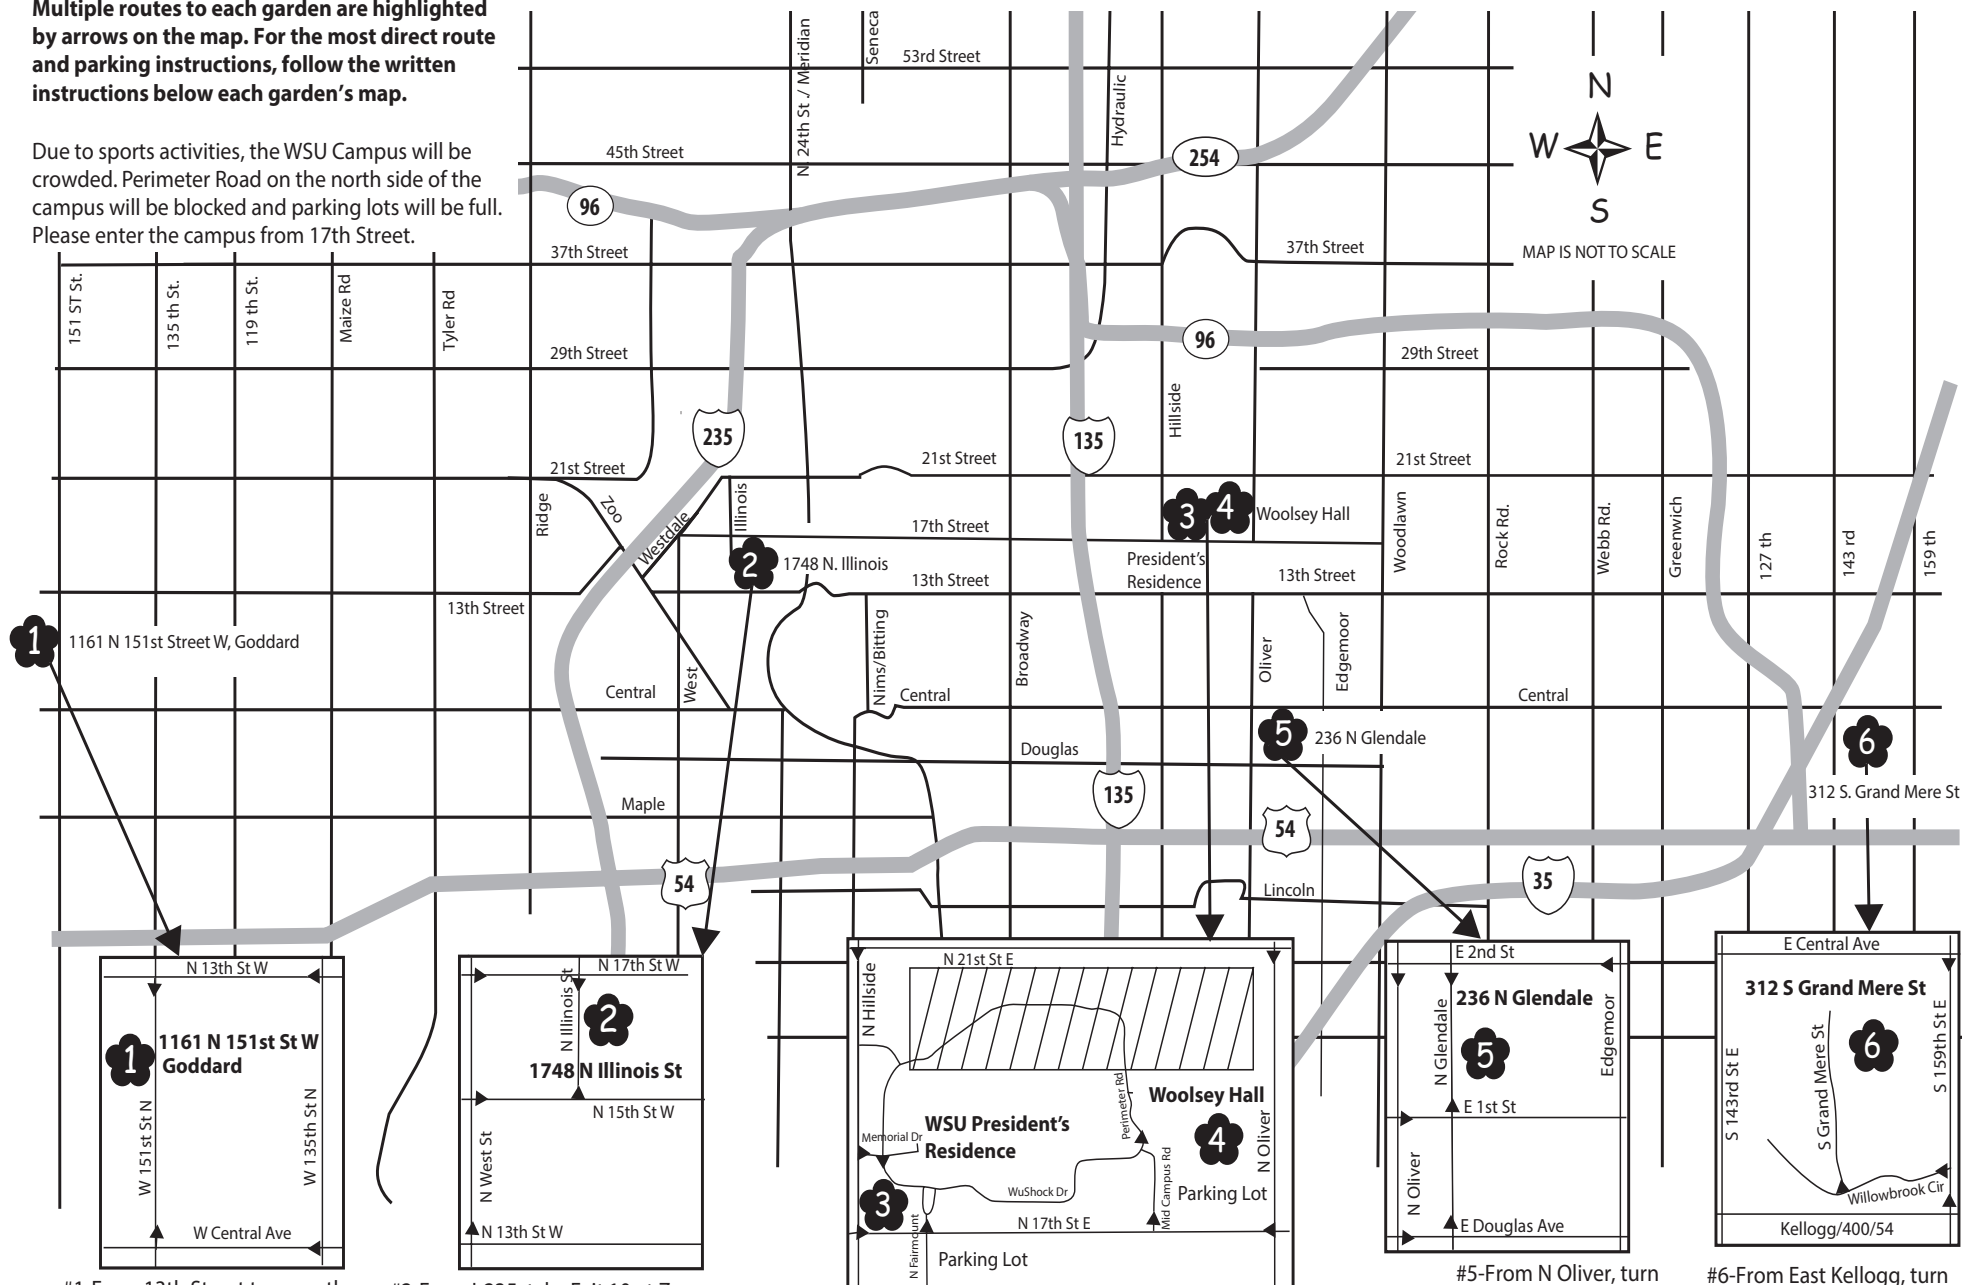 Multiple routes to each garden are highlighted
by arrows on the map. For the most direct route
and parking instructions, follow the written
instructions below each garden's map.
Due to sports activities, the WSU Campus will be
crowded. Perimeter Road on the north side of the
campus will be blocked and parking lots will be full.
Please enter the campus from 17th Street.
N 24th St ./ Meridian
Seneca
53rd Street
Hydraulic
45th Street
254
96
N
W
E
S
MAP IS NOT TO SCALE
37th Street
37th Street
151 ST St.
135 th St.
119 th St.
Maize Rd
Tyler Rd
29th Street
96
29th Street
Hillside
235
135
21st Street
21st Street
21st Street
Ridge
Zoo
Westdale
Illinois
17th Street
3
4
Woolsey Hall
Woodlawn
Rock Rd.
Webb Rd.
Greenwich
127 th
143 rd
159 th
2
1748 N. Illinois
President's
Residence
13th Street
13th Street
13th Street
1
1161 N 151st Street W, Goddard
Nims/Bitting
Broadway
Oliver
Edgemoor
Central
West
Central
Central
5
236 N Glendale
6
312 S. Grand Mere St
Douglas
Maple
135
54
54
35
Lincoln
N 13th St W
1
1161 N 151st St W
Goddard
W 151st St N
W 135th St N
W Central Ave
N 17th St W
N Illinois St
2
1748 N Illinois St
N 15th St W
N West St
N 13th St W
N 21st St E
N Hillside
Perimeter Rd
Woolsey Hall
4
WSU President's
Residence
Memorial Dr
N Oliver
3
WuShock Dr
Mid Campus Rd
Parking Lot
N 17th St E
N Fairmount
Parking Lot
E 2nd St
236 N Glendale
N Glendale
5
Edgemoor
E 1st St
N Oliver
E Douglas Ave
E Central Ave
312 S Grand Mere St
S 143rd St E
S Grand Mere St
6
S 159th St E
Willowbrook Cir
Kellogg/400/54
#5-From N Oliver, turn
#6-From East Kellogg, turn